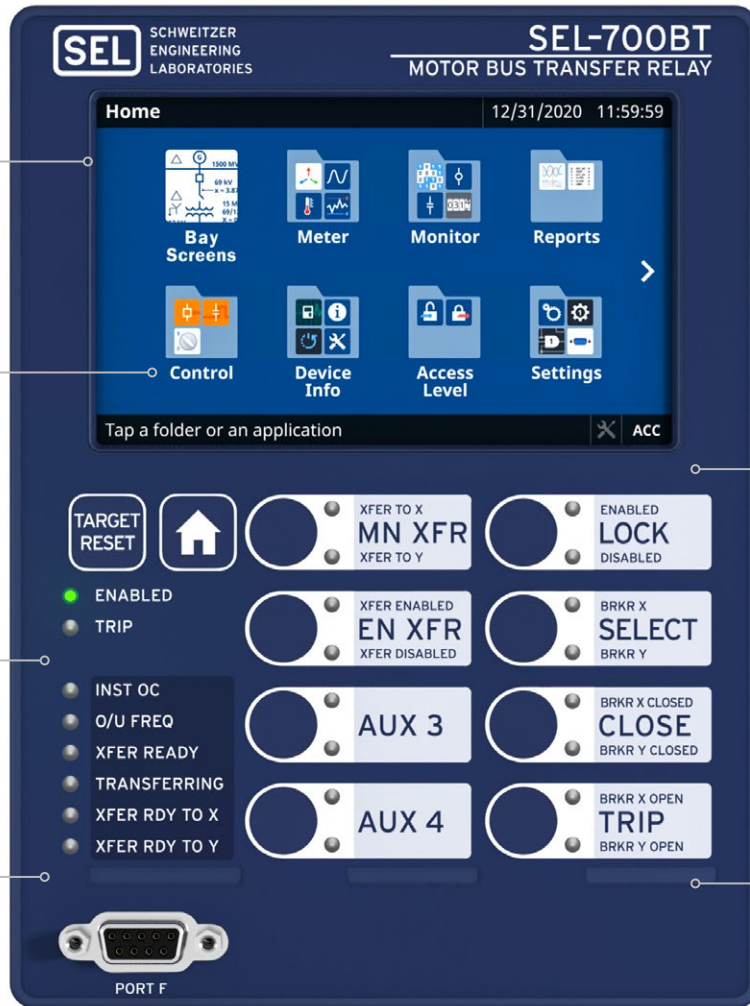 SEL
SCHWEITZER
ENGINEERING
LABORATORIES
SEL-700BT
MOTOR BUS TRANSFER RELAY
Home
12/31/2020 11:59:59
Bay
Screens
Meter
Monitor
Reports
Control
Device
Info
Access
Level
Settings
Tap a folder or an application
ACC
TARGET
RESET
XFER TO X
MN XFR
XFER TO Y
ENABLED
LOCK
DISABLED
ENABLED
TRIP
XFER ENABLED
EN XFR
XFER DISABLED
BRKR X
SELECT
BRKR Y
INST OC
O/U FREQ
XFER READY
TRANSFERRING
XFER RDY TO X
XFER RDY TO Y
AUX 3
BRKR X CLOSED
CLOSE
BRKR Y CLOSED
AUX 4
BRKR X OPEN
TRIP
BRKR Y OPEN
PORT F